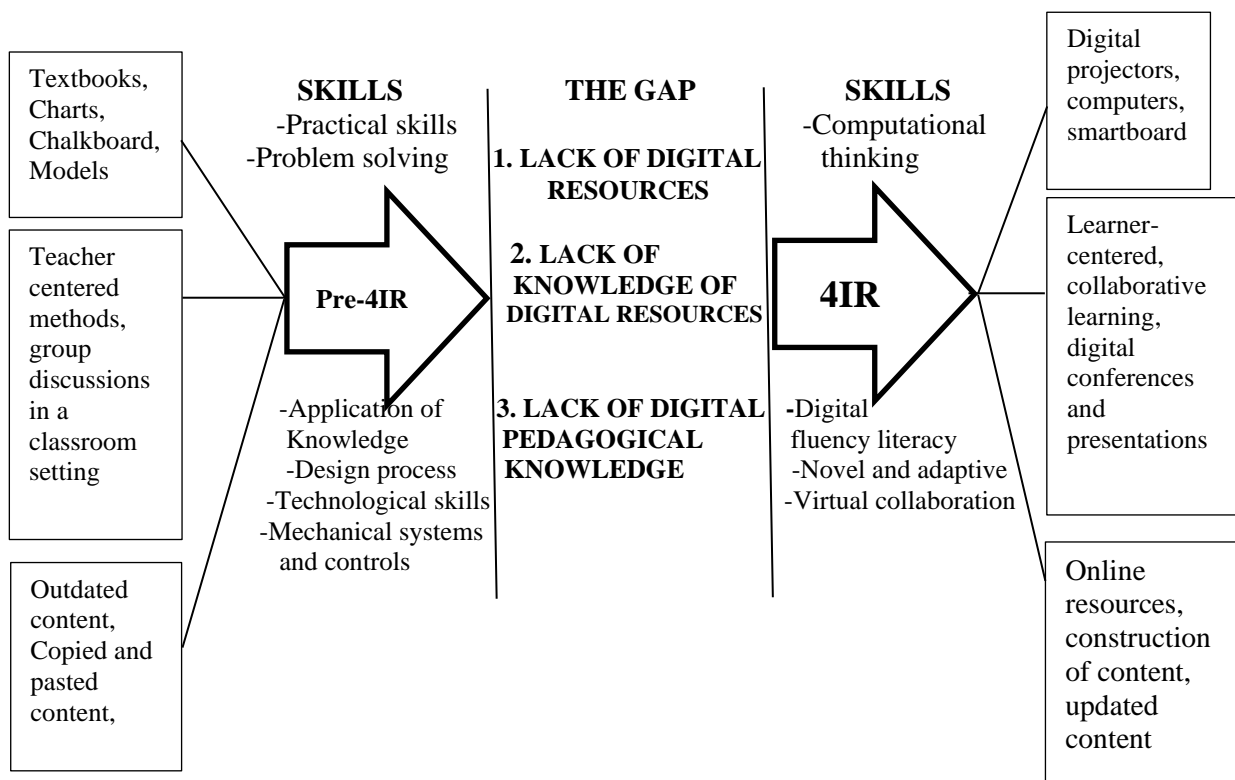 Textbooks,
Charts,
Chalkboard,
Models
Teacher
centered
methods,
group
discussions
in a
classroom
setting
Outdated
content,
Copied and
pasted
content,
SKILLS
-Practical skills
-Problem solving
Pre-4IR
-Application of
Knowledge
-Design process
-Technological skills
-Mechanical systems
and controls
THE GAP
1. LACK OF DIGITAL
RESOURCES
2. LACK OF
KNOWLEDGE OF
DIGITAL RESOURCES
3. LACK OF DIGITAL
PEDAGOGICAL
KNOWLEDGE
SKILLS
-Computational
thinking
4IR
-Digital
fluency literacy
-Novel and adaptive
-Virtual collaboration
Digital
projectors,
computers,
smartboard
Learner-
centered,
collaborative
learning,
digital
conferences
and
presentations
Online
resources,
construction
of content,
updated
content